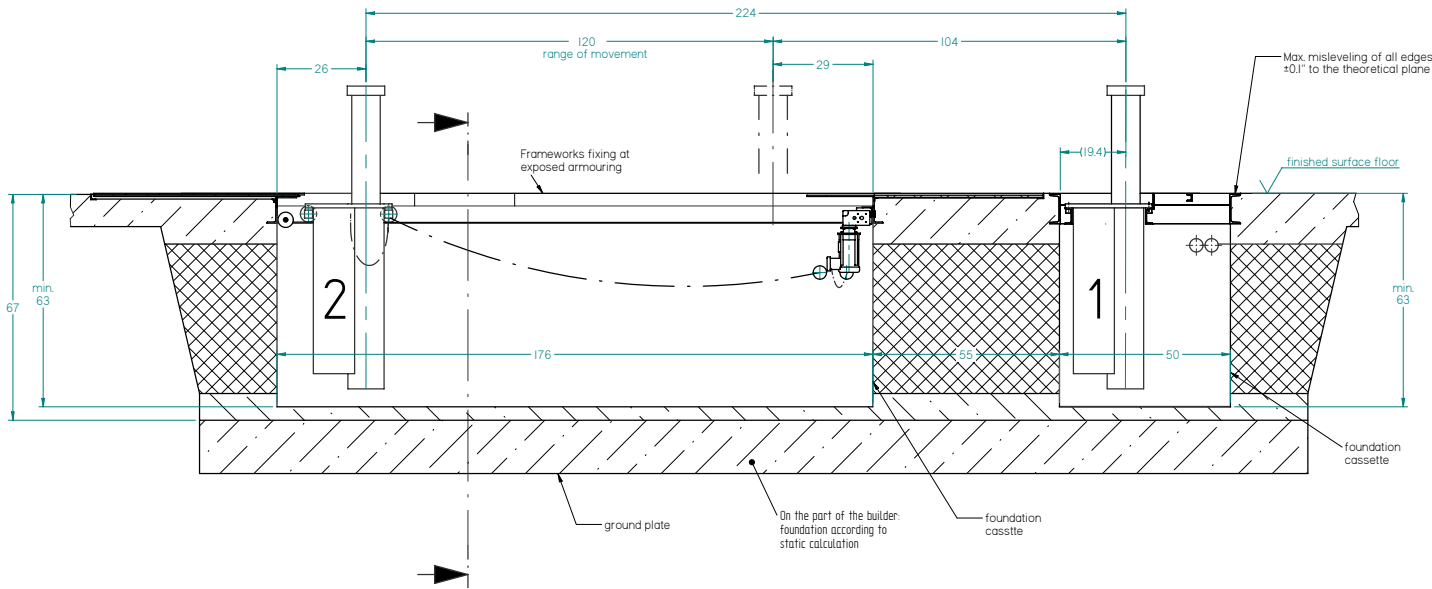 224
120
range of movement
104
26
29
Max. misleveling of all edges
±0.1" to the theoretical plane
(19.4)
Frameworks fixing at
exposed armouring
finished surface floor
min.
63
67
2
1
min.
63
176
55
50
foundation
cassette
On the part of the builder:
foundation according to
static calculation
foundation
casstte
ground plate